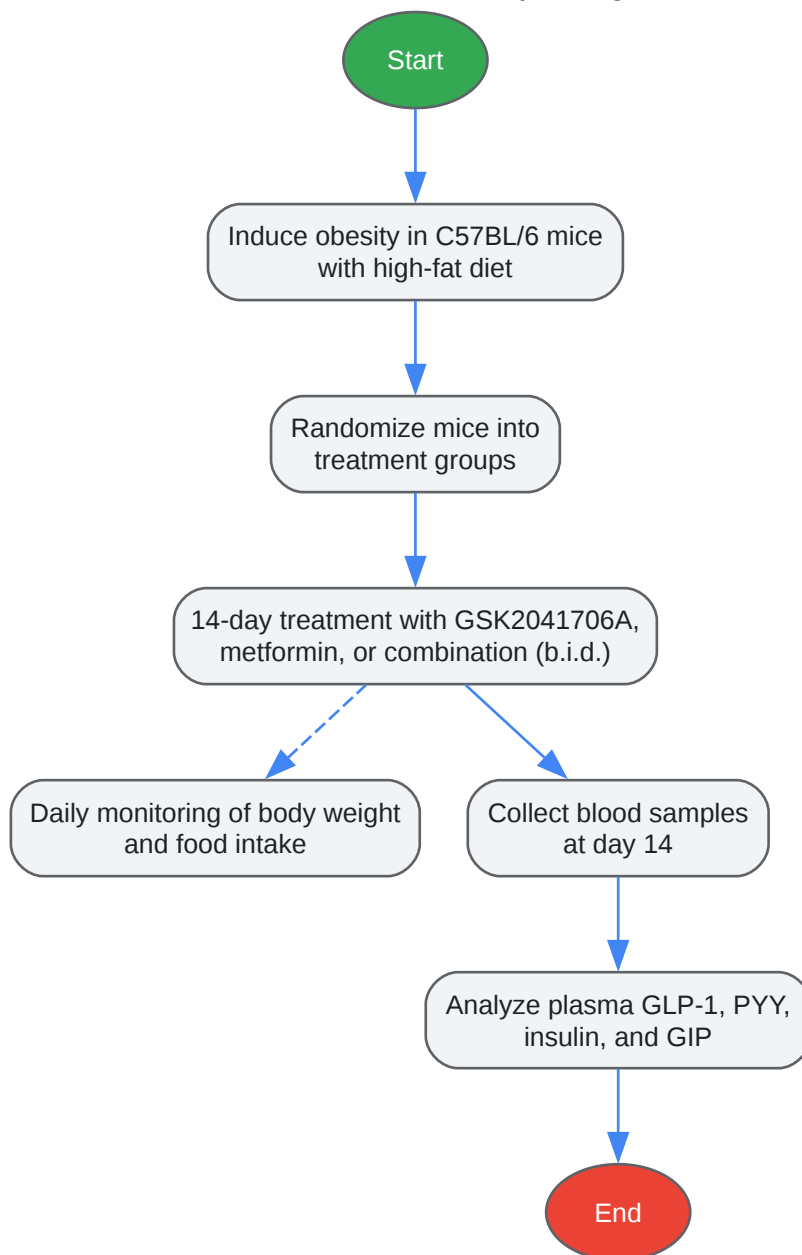 Start
Induce obesity in C57BL/6 mice
with high-fat diet
Randomize mice into
treatment groups
14-day treatment with GSK2041706A,
metformin, or combination (b.i.d.)
Daily monitoring of body weight
and food intake
Collect blood samples
at day 14
Analyze plasma GLP-1, PYY,
insulin, and GIP
End